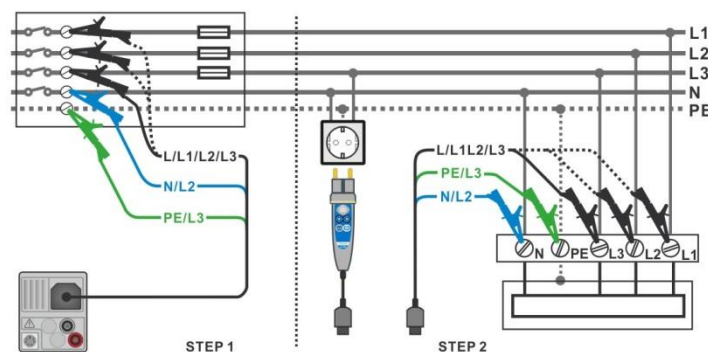 L1
L2
L3
N
PE
L/L1/L2/L3
N/L2
PE/L3
STEP 1
L/L1L2/L3
PE/L3
N/L2
N PE L3 L2 L1
STEP 2